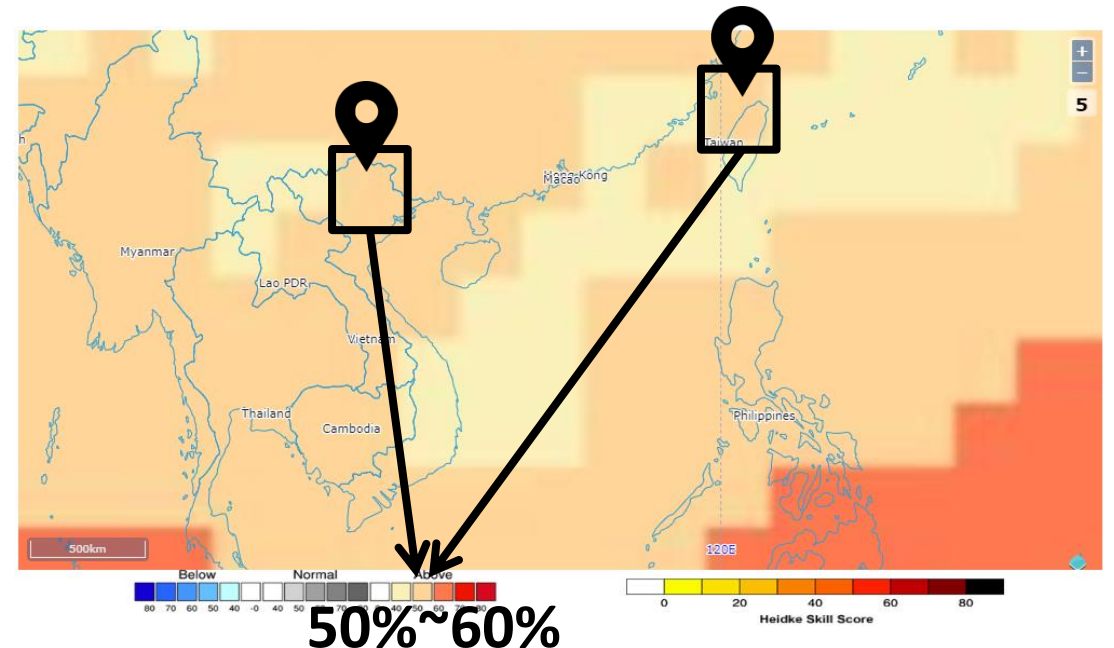 +
−
5
h
Taiwan
Hong-Kong
Macao
Myanmar
Lao PDR
Vietnam
Thailand
Cambodia
Philippines
500km
120E
Below Normal Above
80 70 60 50 40 -0 40 50 70 40 50 60 80
50%~60%
0 20 40 60 80
Heidke Skill Score